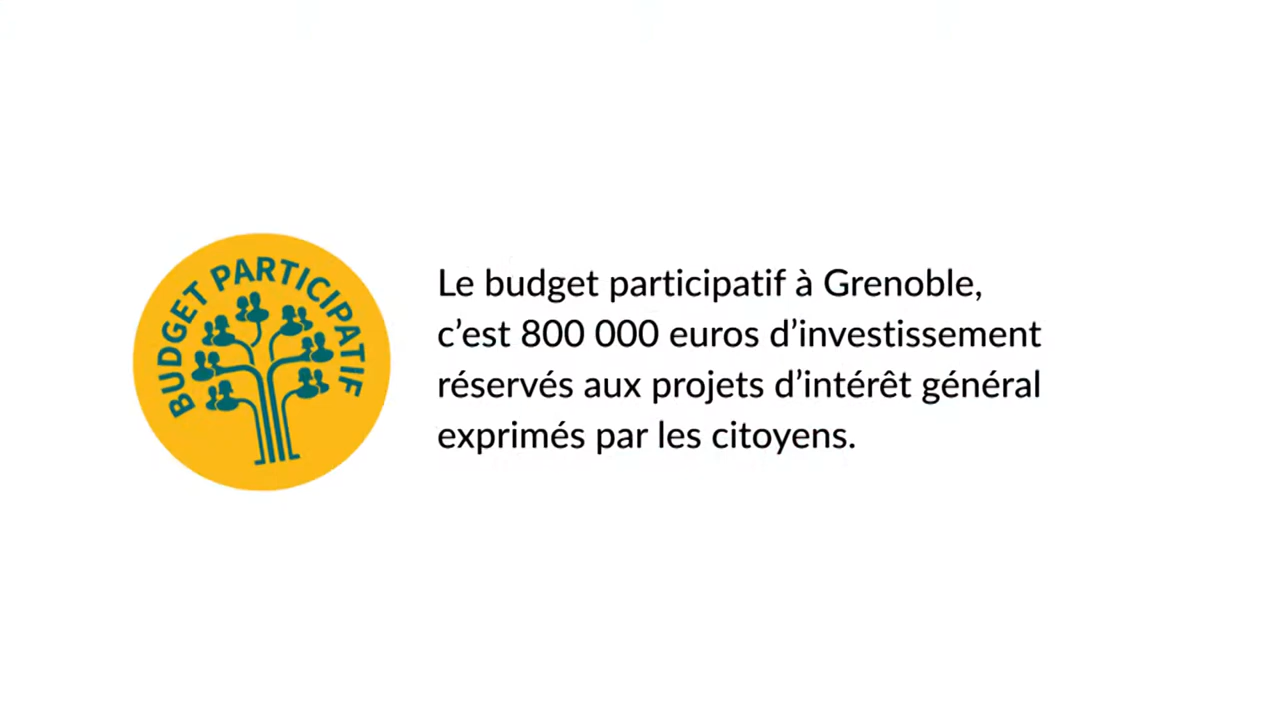 BUDGET PARTICIPATIF
Le budget participatif à Grenoble,
c’est 800 000 euros d’investissement
réservés aux projets d’intérêt général
exprimés par les citoyens.